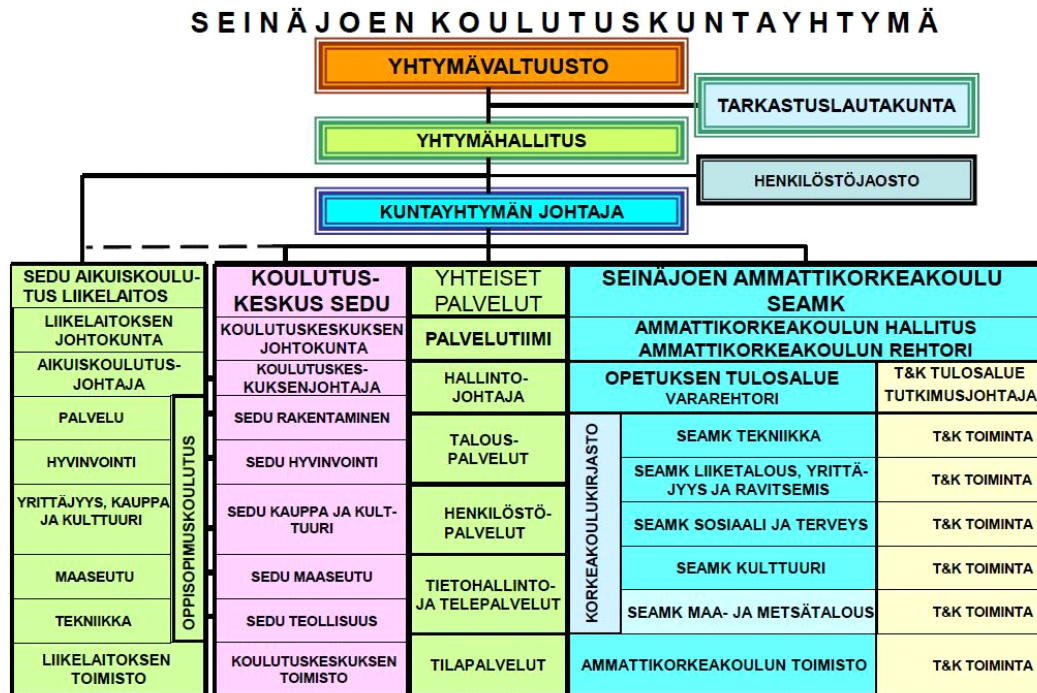 SEINÄJOEN KOULUTUSKUNTAYHTYMÄ
YHTYMÄVALTUUSTO
TARKASTUSLAUTAKUNTA
YHTYMÄHALLITUS
HENKILÖSTÖJAOSTO
KUNTAYHTYMÄN JOHTAJA
SEDU AIKUISKOULU-
TUS LIIKELAITOS
LIIKELAITOKSEN
JOHTOKUNTA
AIKUISKOULUTUS-
JOHTAJA
PALVELU
HYVINVOINTI
YRITTÄJYYS, KAUPPA
JA KULTTUURI
MAASEUTU
TEKNIIKKA
OPPISOPIMUSKOULUTUS
LIIKELAITOKSEN
TOIMISTO
KOULUTUS-
KESKUS SEDU
KOULUTUSKESKUKSEN
JOHTOKUNTA
KOULUTUSKES-
KUKSENJOHTAJA
SEDU RAKENTAMINEN
SEDU HYVINVOINTI
SEDU KAUPPA JA KULT-
TUURI
SEDU MAASEUTU
SEDU TEOLLISUUS
KOULUTUSKESKUKSEN
TOIMISTO
YHTEISET
PALVELUT
PALVELUTIIMI
HALLINTO-
JOHTAJA
TALOUS-
PALVELUT
HENKILÖSTÖ-
PALVELUT
TIETOHALLINTO-
JA TELEPALVELUT
TILAPALVELUT
SEINÄJOEN AMMATTIKORKEAKOULU
SEAMK
AMMATTIKORKEAKOULUN HALLITUS
AMMATTIKORKEAKOULUN REHTORI
OPETUKSEN TULOSALUE
VARAREHTORI
T&K TULOSALUE
TUTKIMUSJOHTAJA
KORKEAKOULUKIRJASTO
SEAMK TEKNIIKKA
T&K TOIMINTA
SEAMK LIIKETALOUS, YRITTÄ-
JYYS JA RAVITSEMIS
T&K TOIMINTA
SEAMK SOSIAALI JA TERVEYS
T&K TOIMINTA
SEAMK KULTTUURI
T&K TOIMINTA
SEAMK MAA- JA METSÄTALOUS
T&K TOIMINTA
AMMATTIKORKEAKOULUN TOIMISTO
T&K TOIMINTA